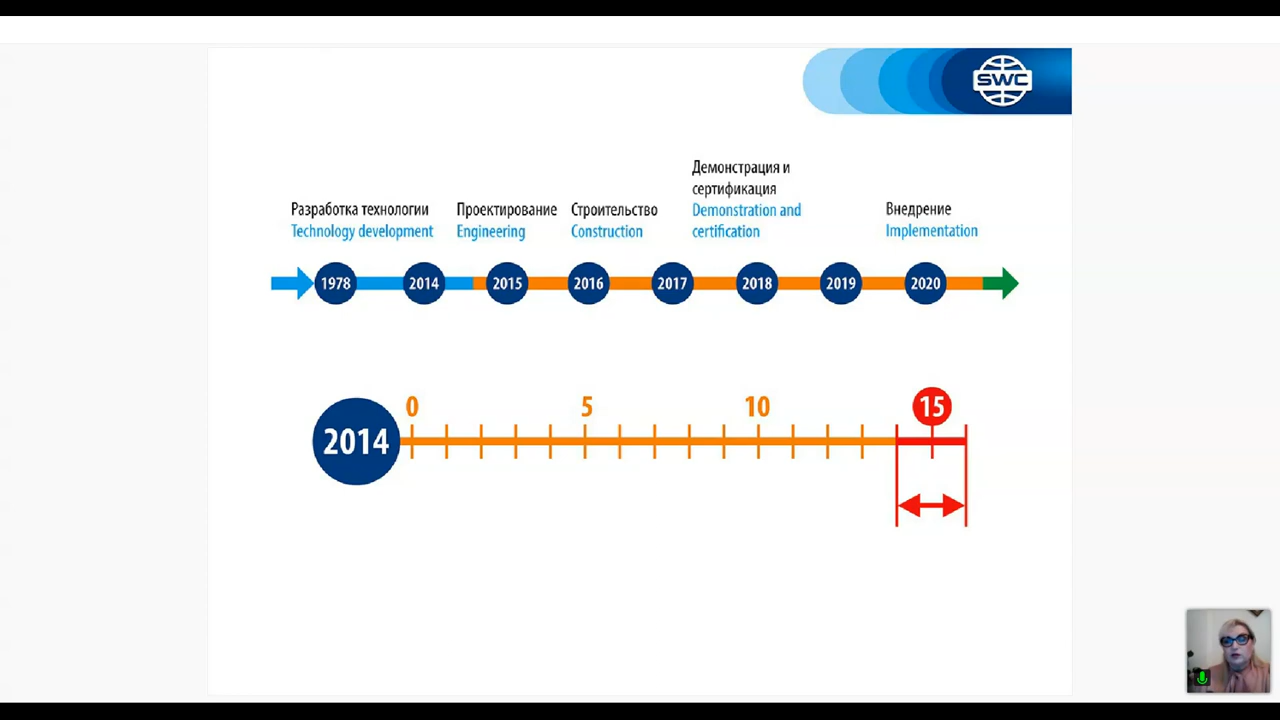 SWC
Демонстрация и
сертификация
Demonstration and
certification
Разработка технологии
Technology development
Проектирование
Engineering
Строительство
Construction
Внедрение
Implementation
1978 2014 2015 2016 2017 2018 2019 2020
0 5 10 15
2014